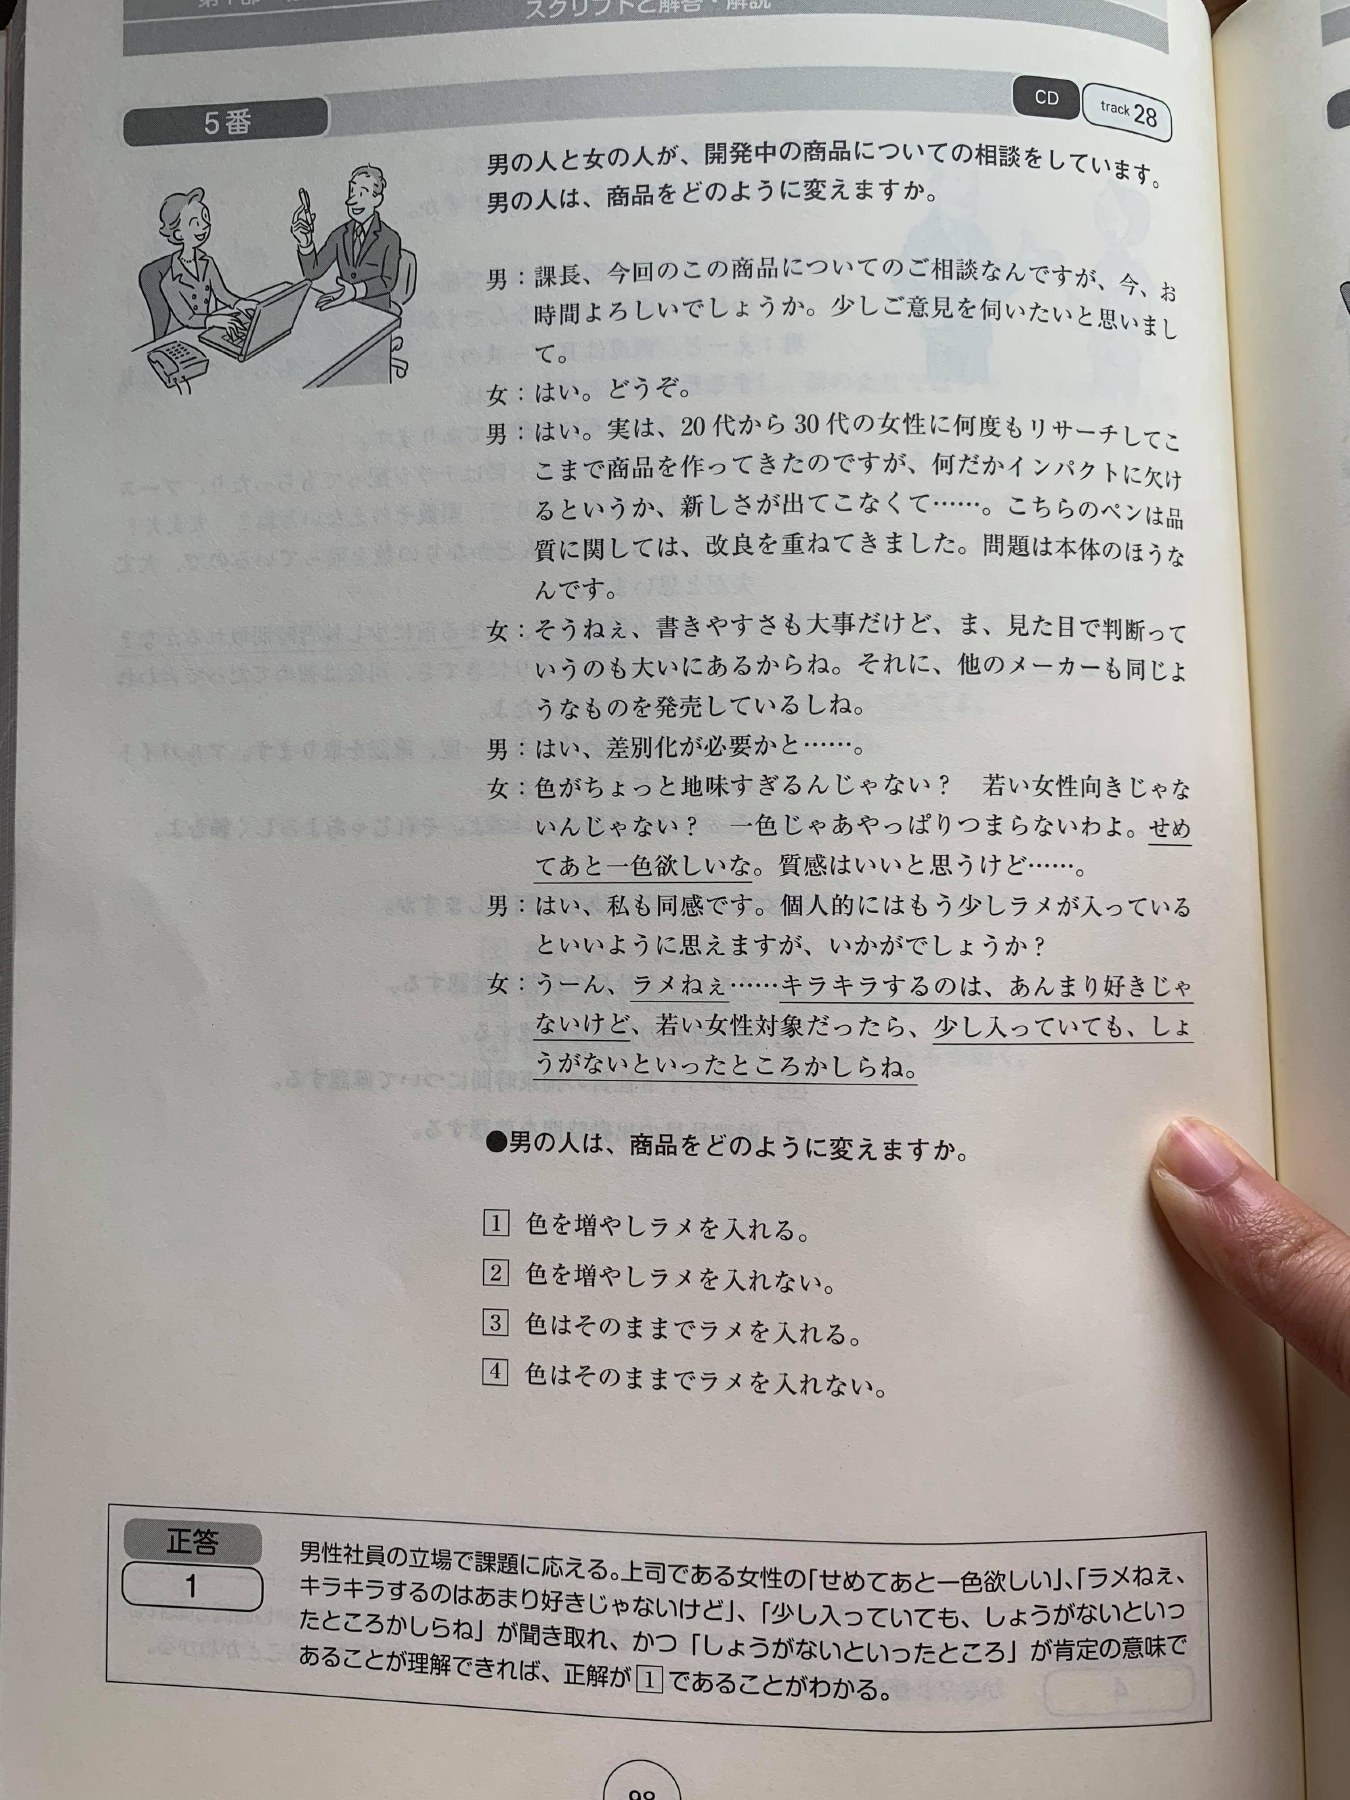 スクリプトと解答・解説
5番
CD
track 28
男の人と女の人が、開発中の商品についての相談をしています。
男の人は、商品をどのように変えますか。
男：課長、今回のこの商品についてのご相談なんですが、今、お
時間よろしいでしょうか。少しご意見を伺いたいと思いまし
て。
女：はい。どうぞ。
男：はい。実は、20代から30代の女性に何度もリサーチしてこ
こまで商品を作ってきたのですが、何だかインパクトに欠け
るというか、新しさが出てこなくて……。こちらのペンは品
質に関しては、改良を重ねてきました。問題は本体のほうな
んです。
女：そうねぇ、書きやすさも大事だけど、ま、見た目で判断って
いうのも大いにあるからね。それに、他のメーカーも同じよ
うなものを発売しているしね。
男：はい、差別化が必要かと……。
女：色がちょっと地味すぎるんじゃない？　若い女性向きじゃな
いんじゃない？　一色じゃあやっぱりつまらないわよ。せめ
てあと一色欲しいな。質感はいいと思うけど……。
男：はい、私も同感です。個人的にはもう少しラメが入っている
といいように思えますが、いかがでしょうか？
女：うーん、ラメねぇ……キラキラするのは、あんまり好きじゃ
ないけど、若い女性対象だったら、少し入っていても、しょ
うがないといったところかしらね。
●男の人は、商品をどのように変えますか。
1 色を増やしラメを入れる。
2 色を増やしラメを入れない。
3 色はそのままでラメを入れる。
4 色はそのままでラメを入れない。
正答
1
男性社員の立場で課題に応える。上司である女性の「せめてあと一色欲しい」、「ラメねぇ、
キラキラするのはあまり好きじゃないけど」、「少し入っていても、しょうがないといっ
たところかしらね」が聞き取れ、かつ「しょうがないといったところ」が肯定の意味で
あることが理解できれば、正解が1であることがわかる。
98